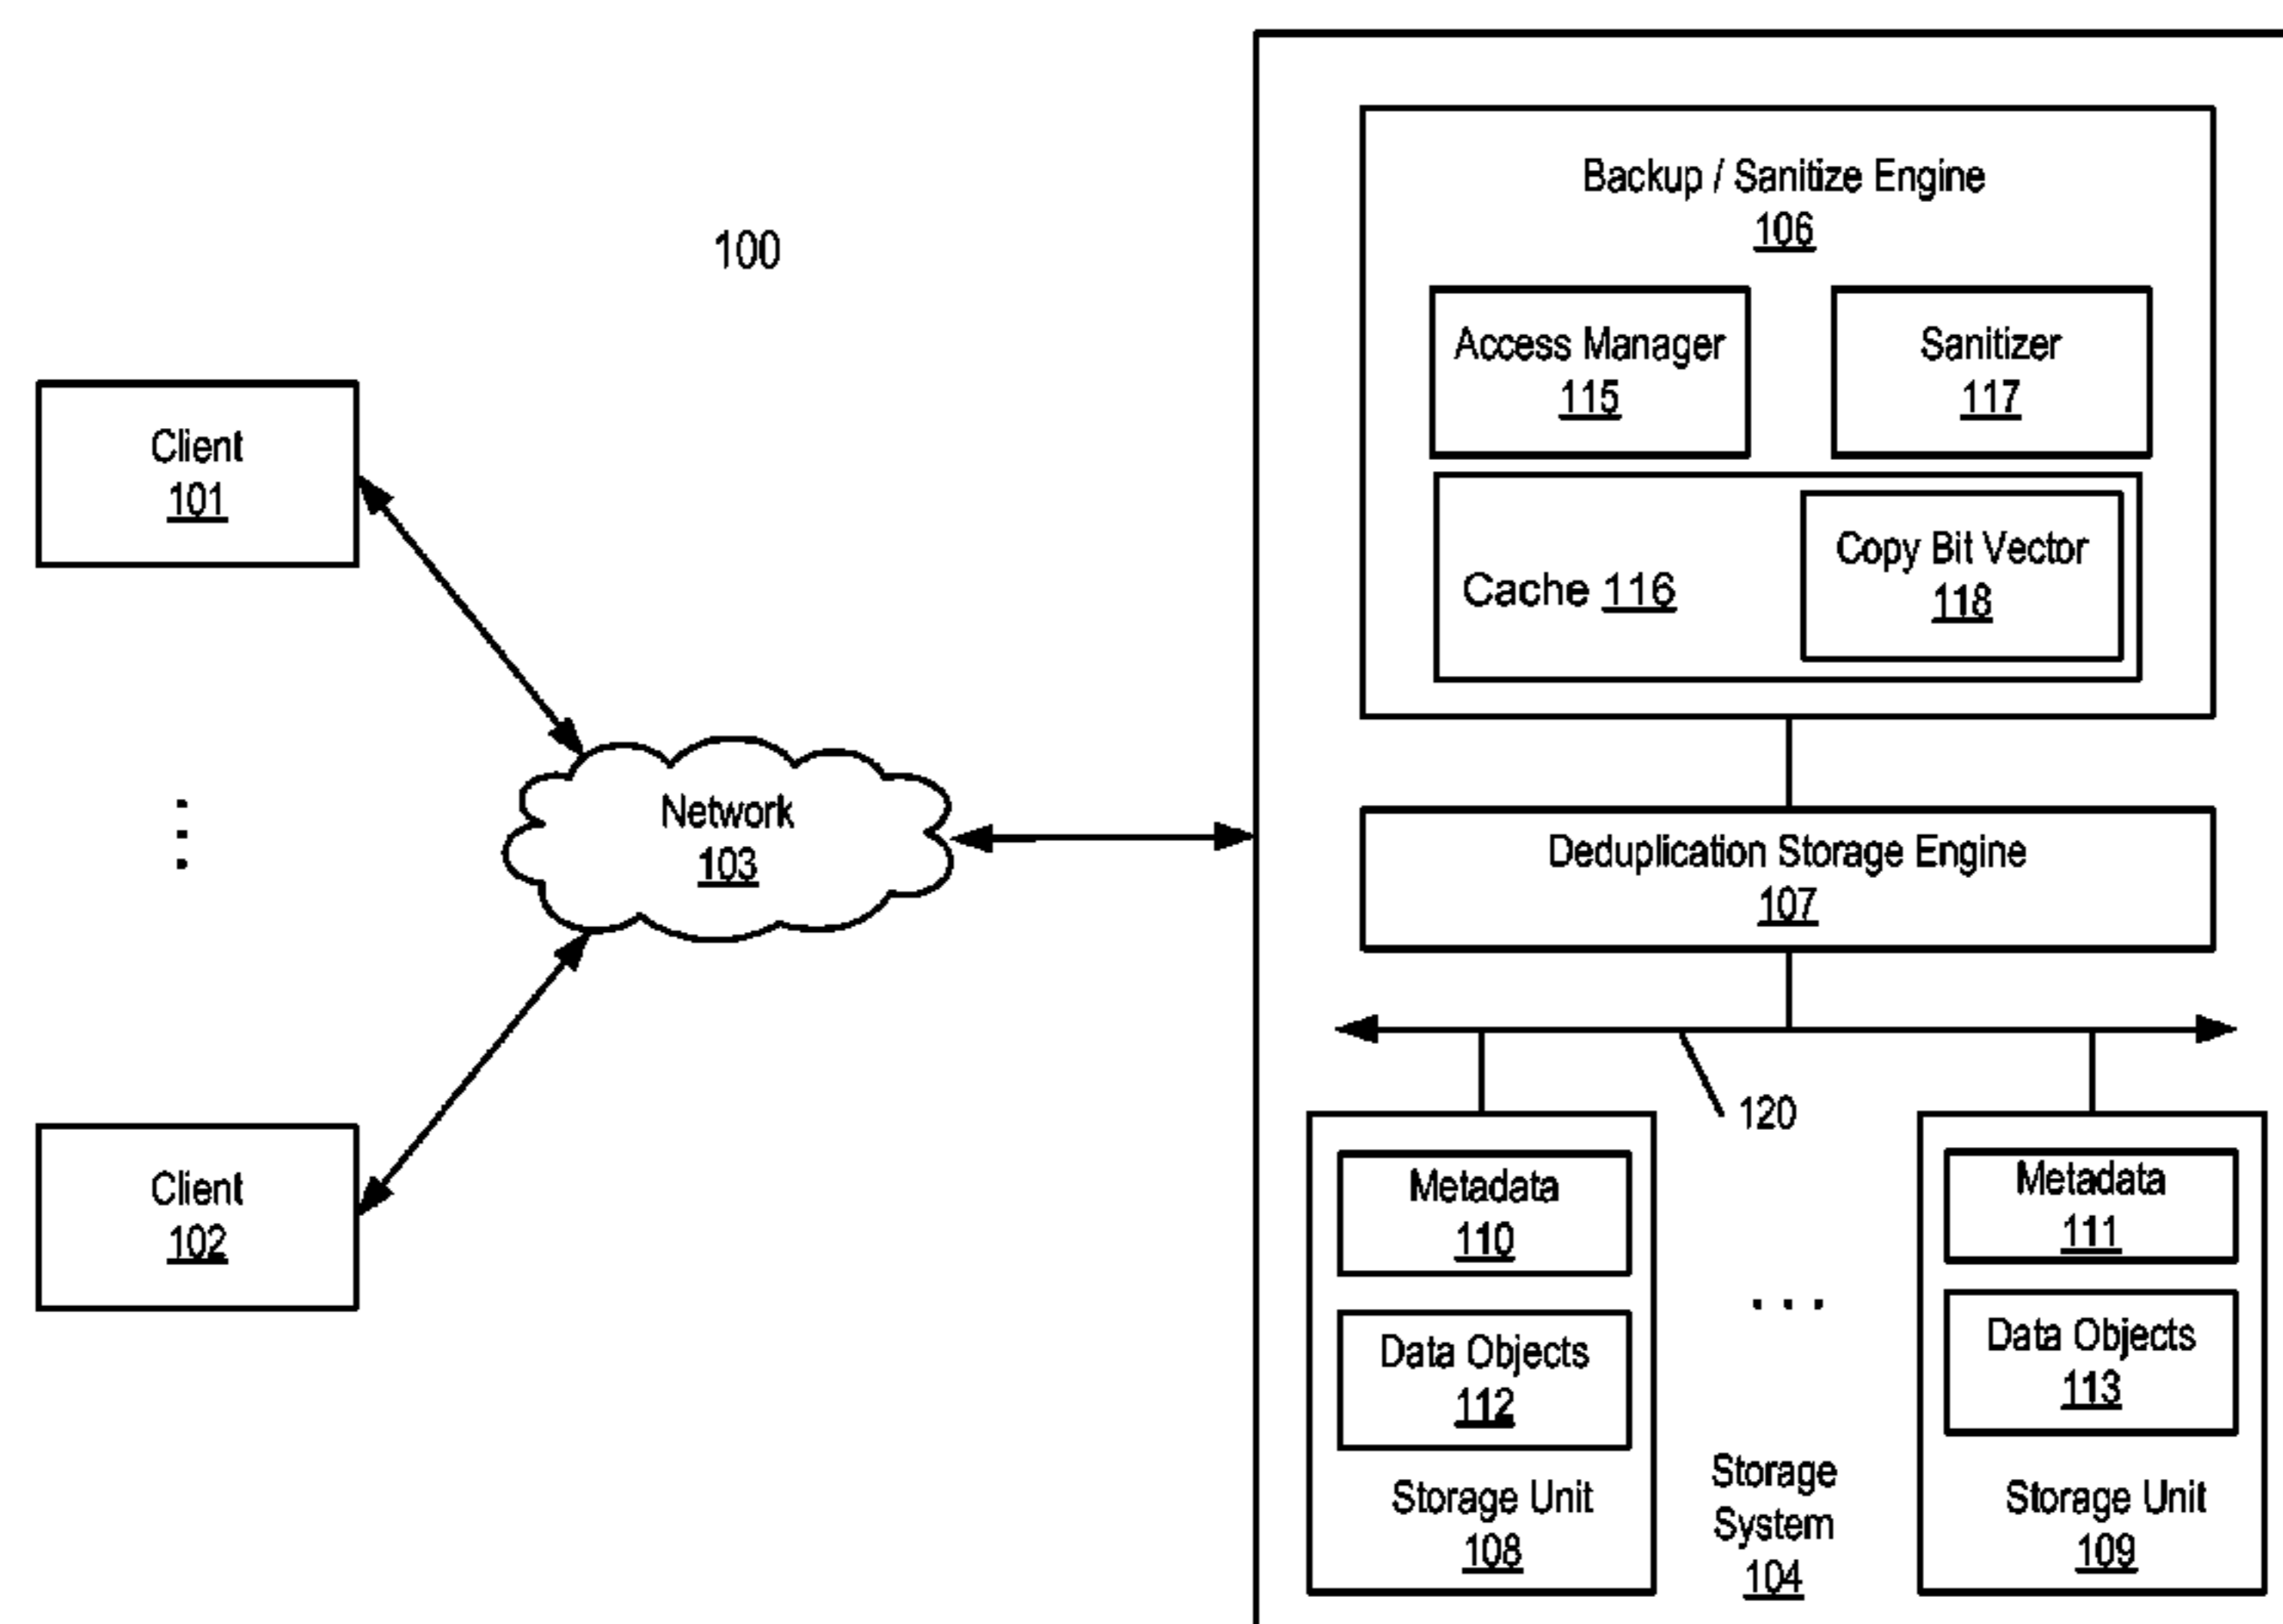 100
Client
101
Client
102
Network
103
Backup / Sanitize Engine
106
Access Manager
115
Sanitizer
117
Cache 116
Copy Bit Vector
118
Deduplication Storage Engine
107
120
Metadata
110
Data Objects
112
Storage Unit
108
Storage
System
104
Metadata
111
Data Objects
113
Storage Unit
109